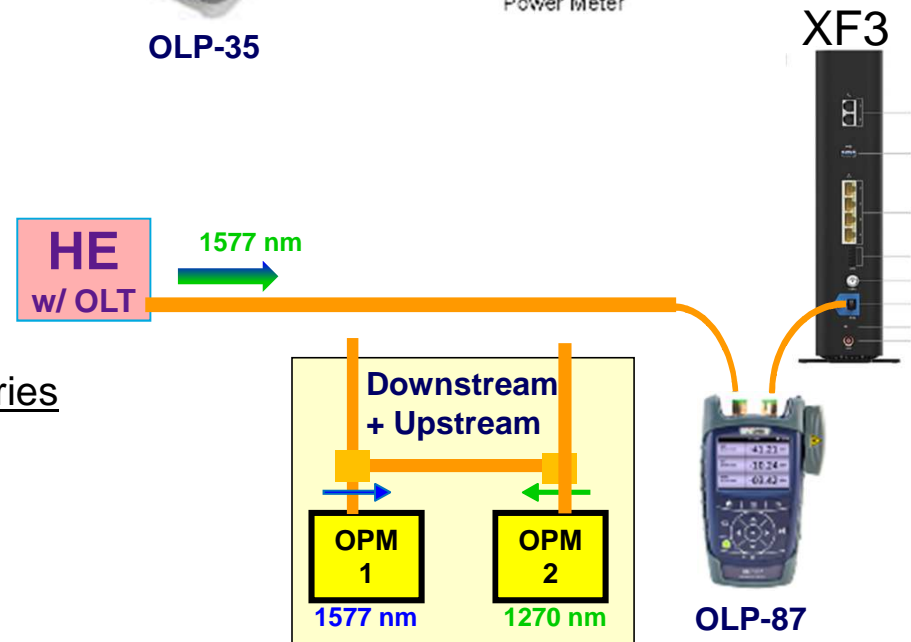 Power Meter
OLP-35
XF3
HE
w/ OLT
1577 nm
ries
Downstream
+ Upstream
OPM
1
OPM
2
1577 nm
1270 nm
OLP-87